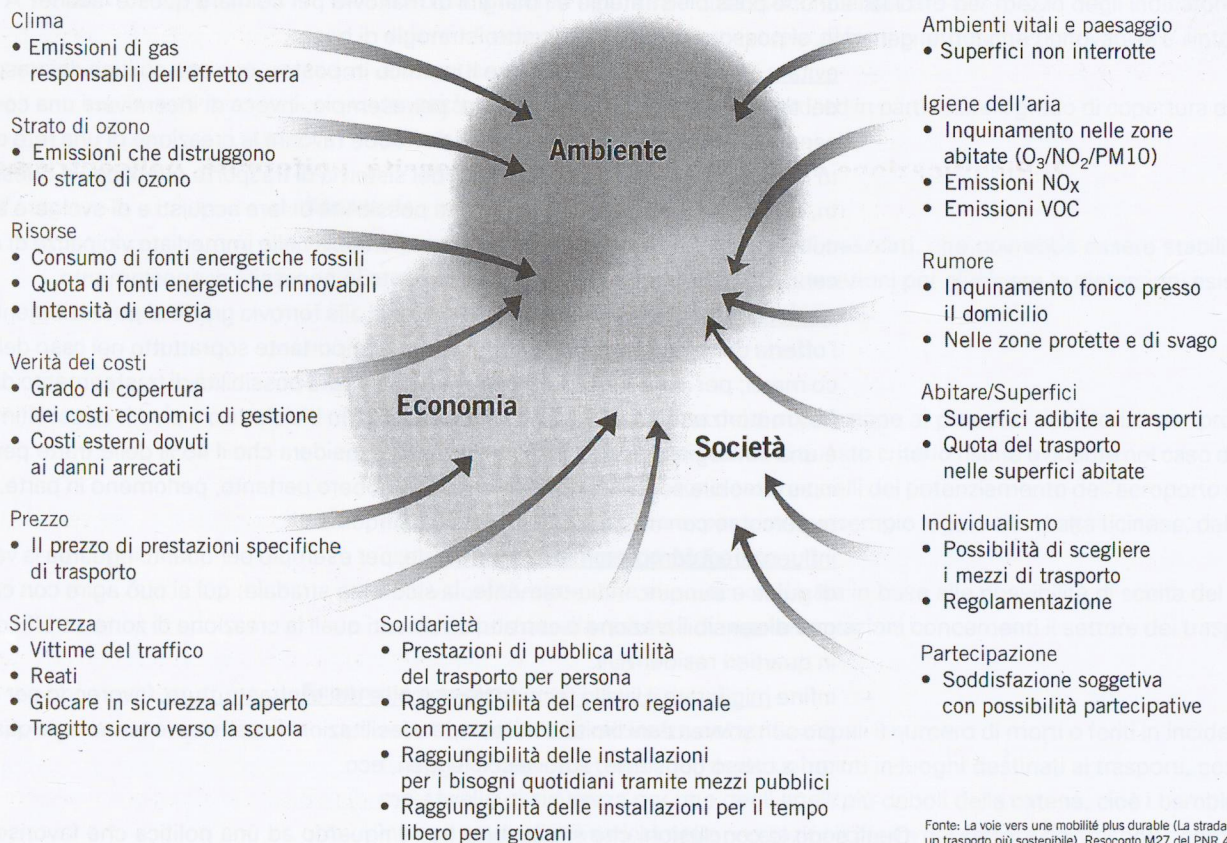 Clima
• Emissioni di gas
responsabili dell'effetto serra
Strato di ozono
• Emissioni che distruggono
lo strato di ozono
Risorse
• Consumo di fonti energetiche fossili
• Quota di fonti energetiche rinnovabili
• Intensità di energia
Verità dei costi
• Grado di copertura
dei costi economici di gestione
• Costi esterni dovuti
ai danni arrecati
Prezzo
• Il prezzo di prestazioni specifiche
di trasporto
Sicurezza
• Vittime del traffico
• Reati
• Giocare in sicurezza all'aperto
• Tragitto sicuro verso la scuola
Ambiente
Economia
Società
Solidarietà
• Prestazioni di pubblica utilità
del trasporto per persona
• Raggiungibilità del centro regionale
con mezzi pubblici
• Raggiungibilità delle installazioni
per i bisogni quotidiani tramite mezzi pubblici
• Raggiungibilità delle installazioni per il tempo
libero per i giovani
Ambienti vitali e paesaggio
• Superfici non interrotte
Igiene dell'aria
• Inquinamento nelle zone
abitate (O₃/NO₂/PM10)
• Emissioni NOx
• Emissioni VOC
Rumore
• Inquinamento fonico presso
il domicilio
• Nelle zone protette e di svago
Abitare/Superfici
• Superfici adibite ai trasporti
• Quota del trasporto
nelle superfici abitate
Individualismo
• Possibilità di scegliere
i mezzi di trasporto
• Regolamentazione
Partecipazione
• Soddisfazione soggettiva
con possibilità partecipative
Fonte: La voie vers une mobilité plus durable (La strada
un trasporto più sostenibile). Resoconto M27 del PNR